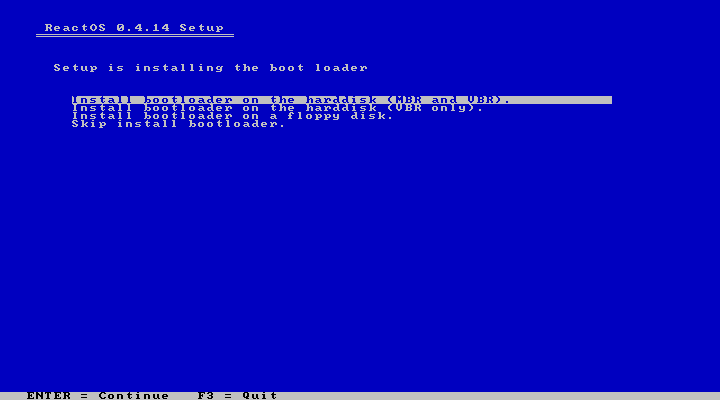 ReactOS 0.4.14 Setup
Setup is installing the boot loader
Install bootloader on the harddisk (MBR and VBR).
Install bootloader on the harddisk (VBR only).
Install bootloader on a floppy disk.
Skip install bootloader.
ENTER = Continue F3 = Quit